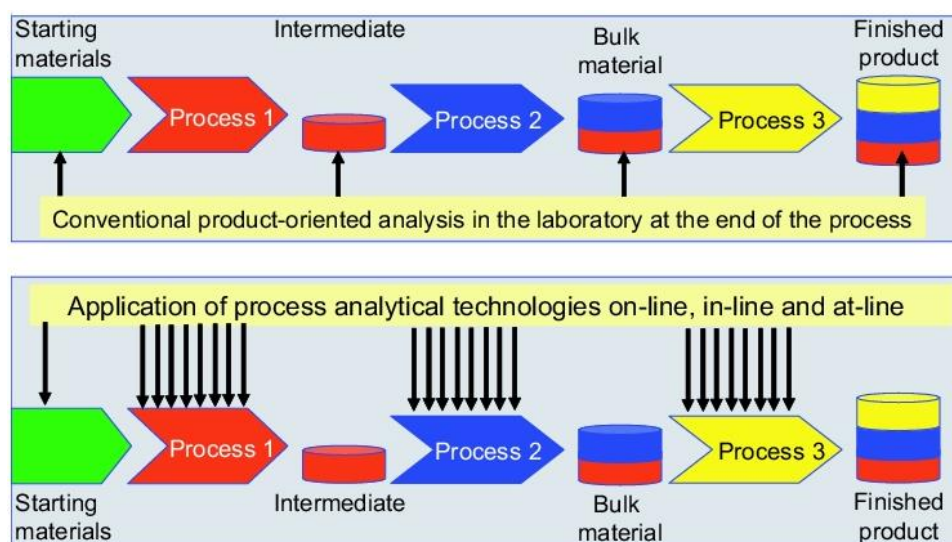 Starting
materials
Intermediate
Bulk
material
Finished
product
Process 1
Process 2
Process 3
Conventional product-oriented analysis in the laboratory at the end of the process
Application of process analytical technologies on-line, in-line and at-line
Process 1
Process 2
Process 3
Starting
materials
Intermediate
Bulk
material
Finished
product